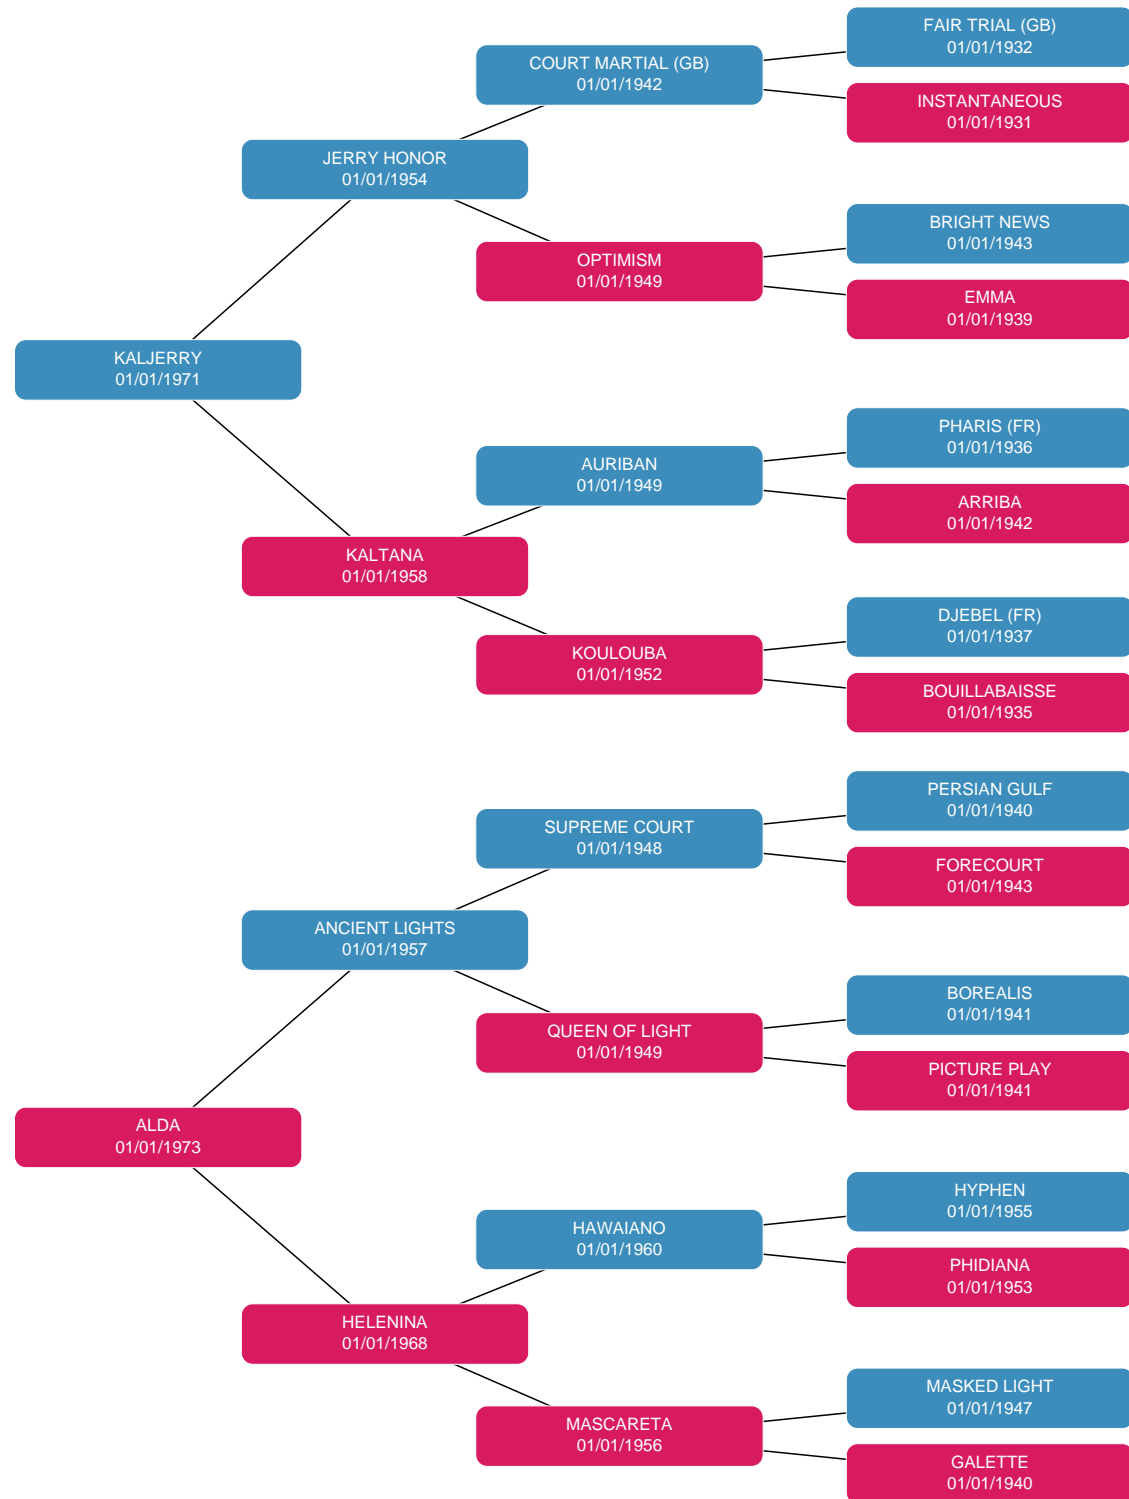 FAIR TRIAL (GB)
01/01/1932
COURT MARTIAL (GB)
01/01/1942
INSTANTANEOUS
01/01/1931
JERRY HONOR
01/01/1954
BRIGHT NEWS
01/01/1943
OPTIMISM
01/01/1949
EMMA
01/01/1939
KALJERRY
01/01/1971
PHARIS (FR)
01/01/1936
AURIBAN
01/01/1949
ARRIBA
01/01/1942
KALTANA
01/01/1958
DJEBEL (FR)
01/01/1937
KOULOUBA
01/01/1952
BOUILLABAISSE
01/01/1935
PERSIAN GULF
01/01/1940
SUPREME COURT
01/01/1948
FORECOURT
01/01/1943
ANCIENT LIGHTS
01/01/1957
BOREALIS
01/01/1941
QUEEN OF LIGHT
01/01/1949
PICTURE PLAY
01/01/1941
ALDA
01/01/1973
HYPHEN
01/01/1955
HAWAIANO
01/01/1960
PHIDIANA
01/01/1953
HELENINA
01/01/1968
MASKED LIGHT
01/01/1947
MASCARETA
01/01/1956
GALETTE
01/01/1940